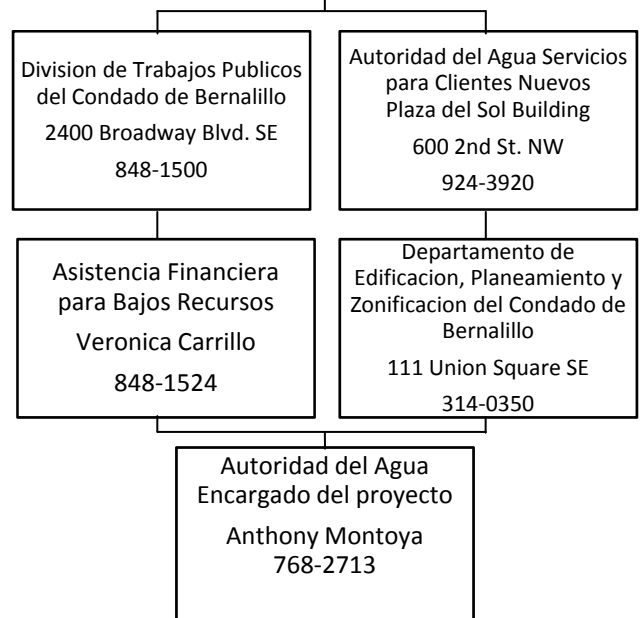 Division de Trabajos Publicos
del Condado de Bernalillo
2400 Broadway Blvd. SE
848-1500
Autoridad del Agua Servicios
para Clientes Nuevos
Plaza del Sol Building
600 2nd St. NW
924-3920
Asistencia Financiera
para Bajos Recursos
Veronica Carrillo
848-1524
Departamento de
Edificacion, Planeamiento y
Zonificacion del Condado de
Bernalillo
111 Union Square SE
314-0350
Autoridad del Agua
Encargado del proyecto
Anthony Montoya
768-2713